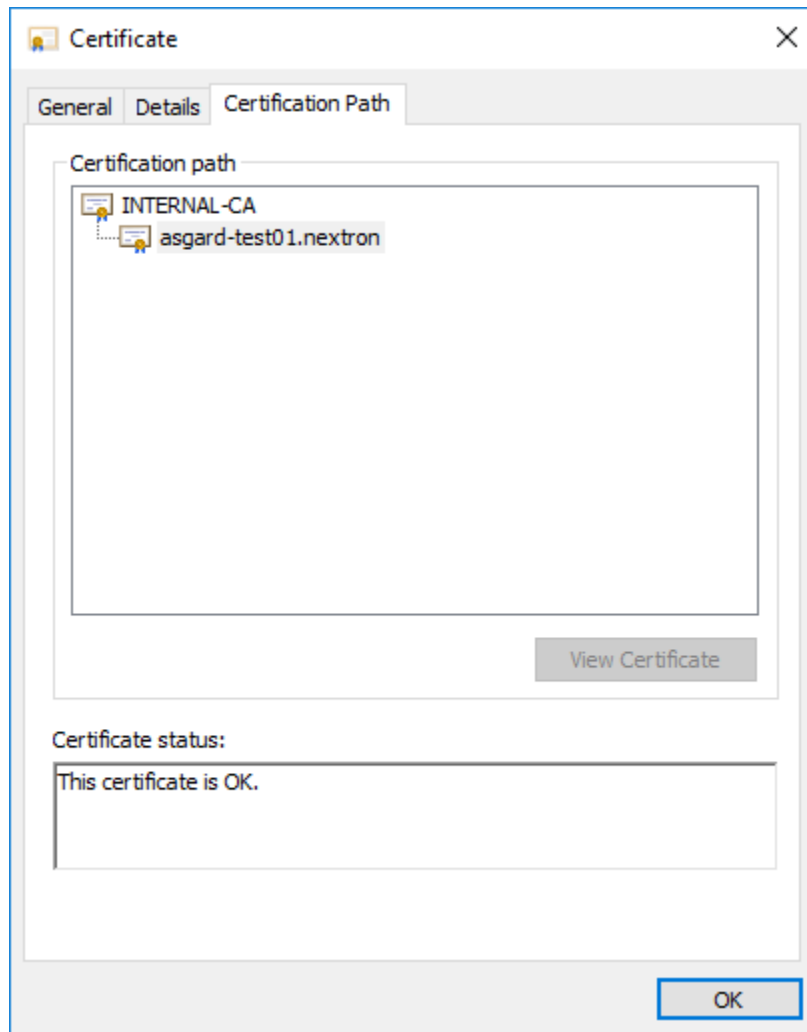 Certificate
General Details Certification Path
Certification path
INTERNAL-CA
asgard-test01.nextron
View Certificate
Certificate status:
This certificate is OK.
OK